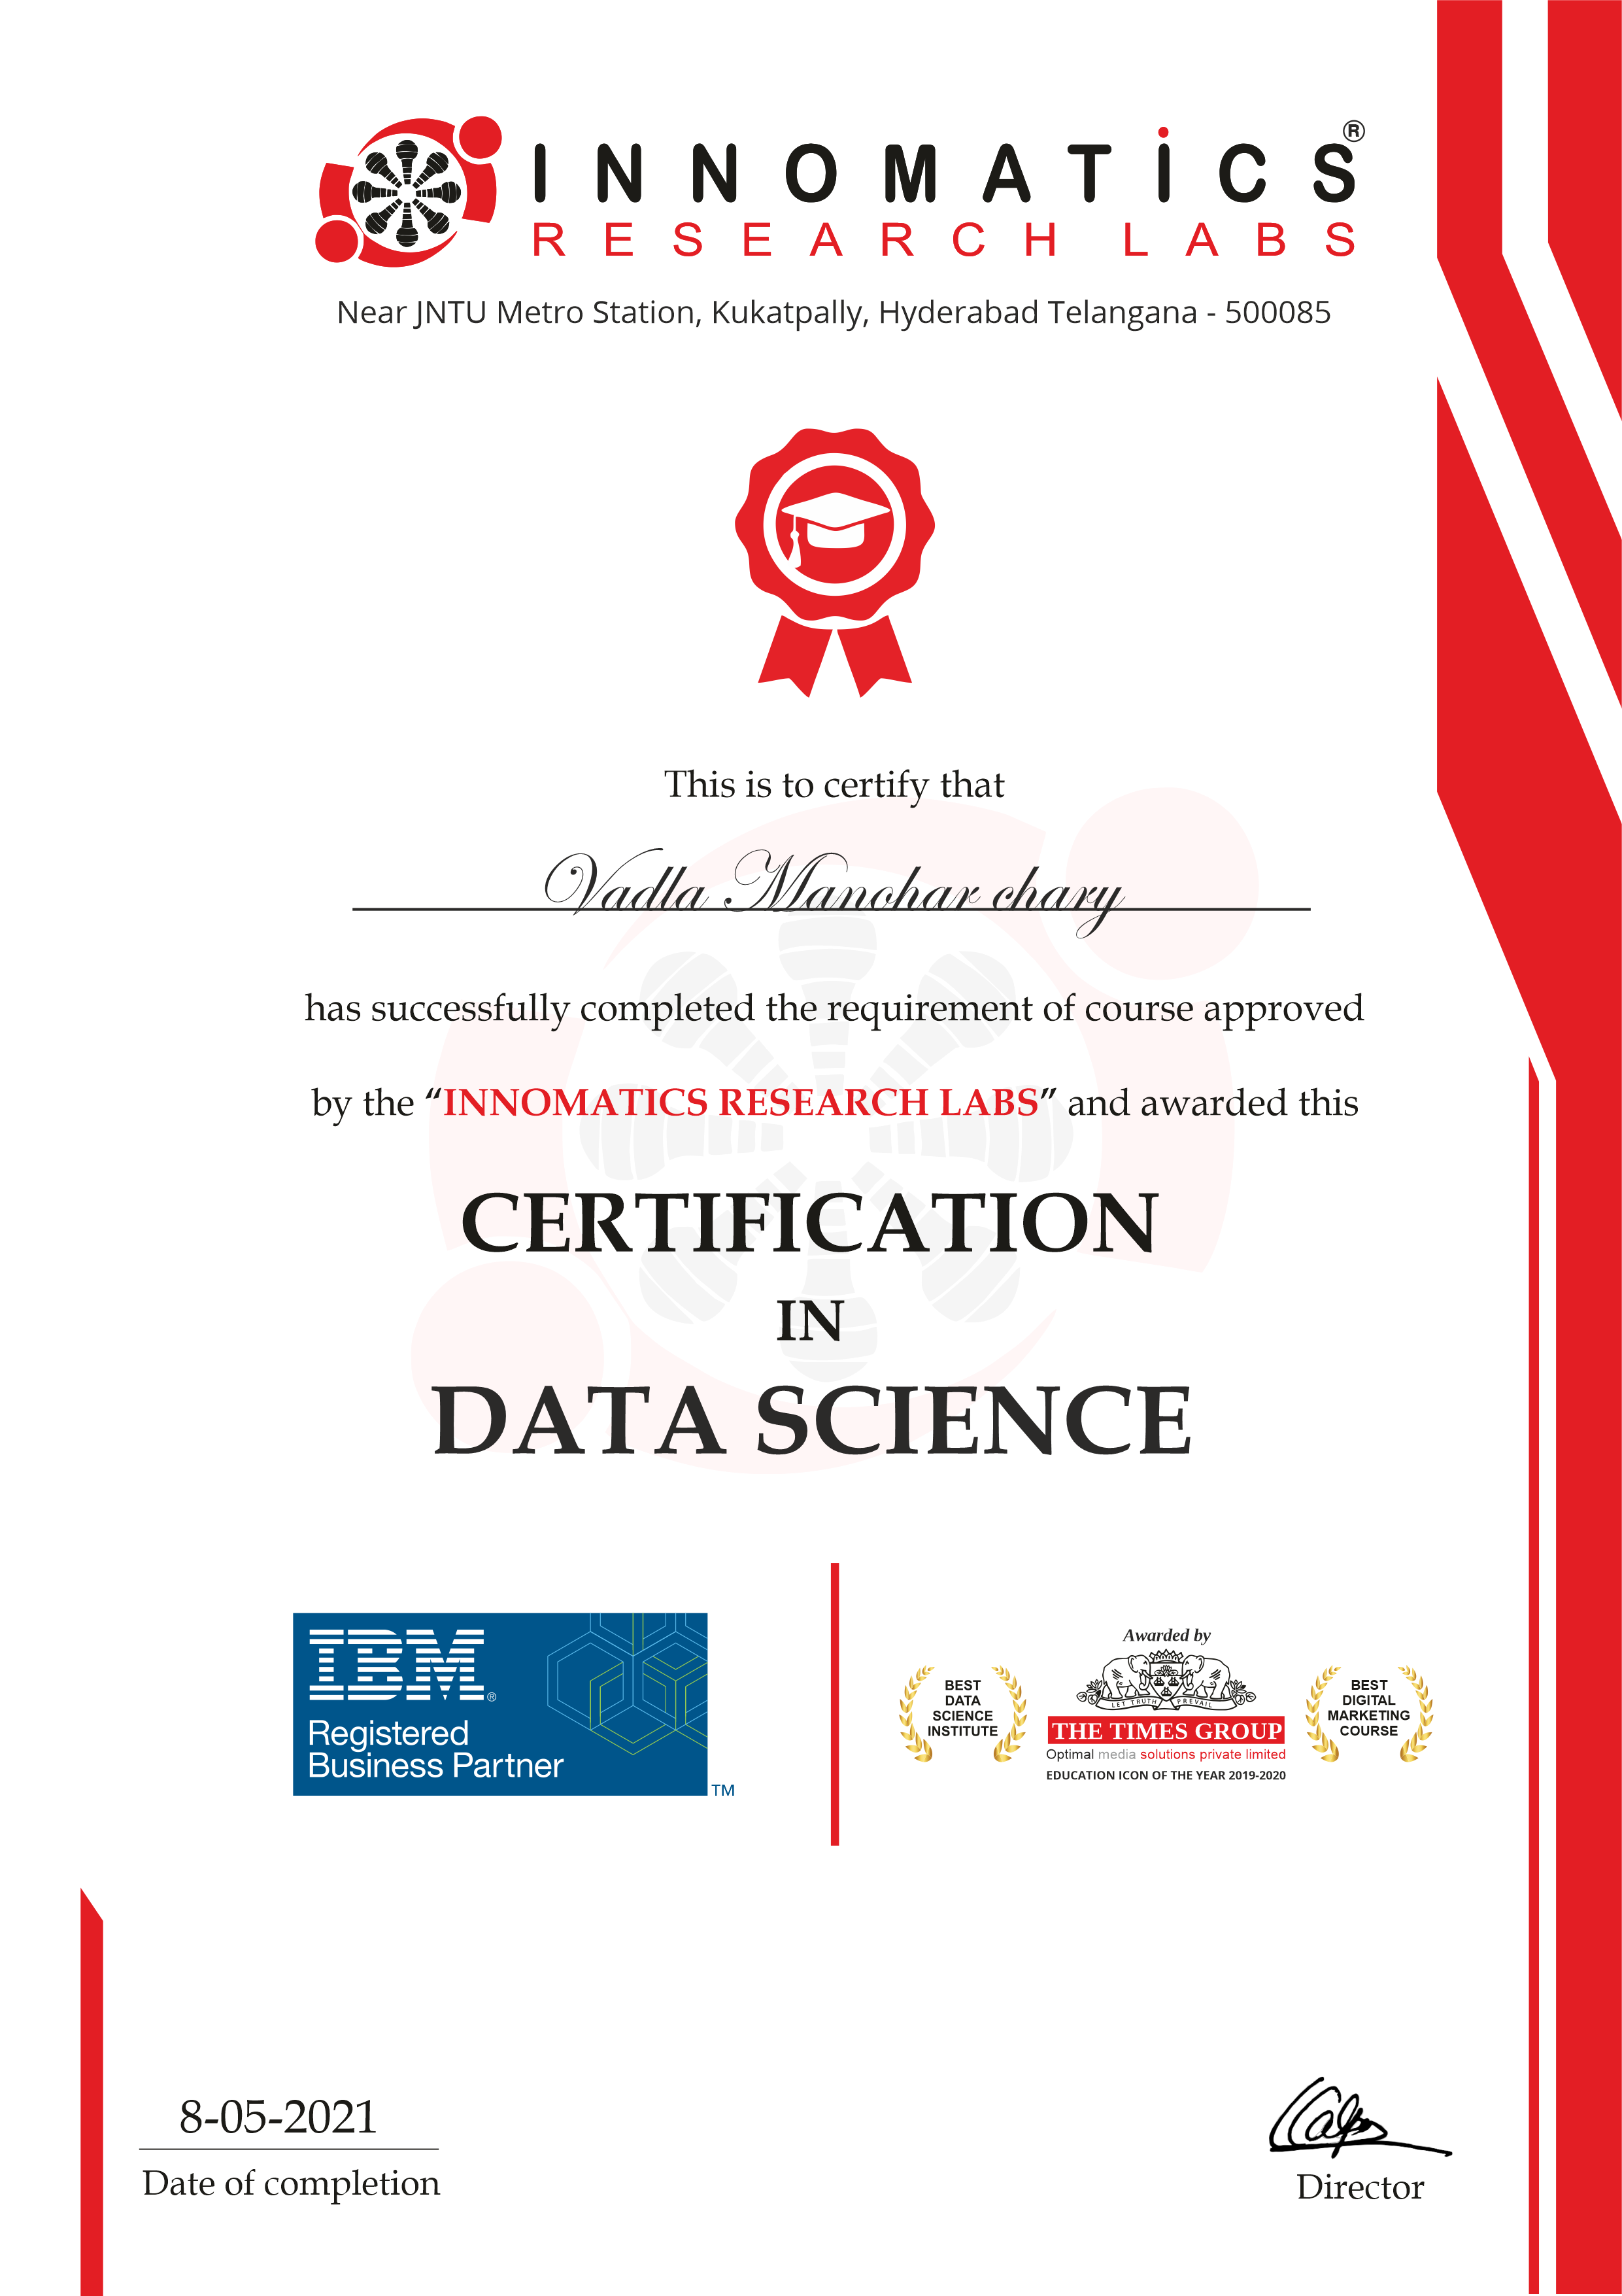 INNOMATICS®
RESEARCH LABS
Near JNTU Metro Station, Kukatpally, Hyderabad Telangana - 500085
This is to certify that
Vadla Manohar chary
has successfully completed the requirement of course approved
by the “INNOMATICS RESEARCH LABS” and awarded this
CERTIFICATION
IN
DATA SCIENCE
IBM®
Registered
Business Partner
TM
BEST
DATA
SCIENCE
INSTITUTE
Awarded by
LET TRUTH PREVAIL
THE TIMES GROUP
Optimal media solutions private limited
EDUCATION ICON OF THE YEAR 2019-2020
BEST
DIGITAL
MARKETING
COURSE
8-05-2021
Date of completion
Director